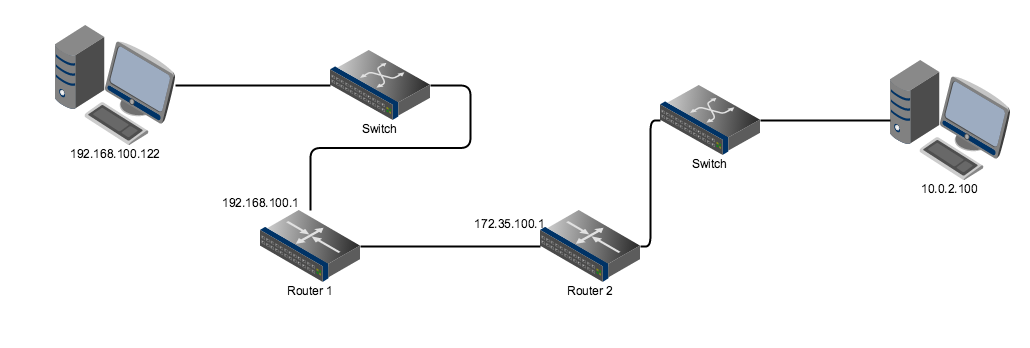 Switch
192.168.100.122
Switch
10.0.2.100
192.168.100.1
172.35.100.1
Router 1
Router 2